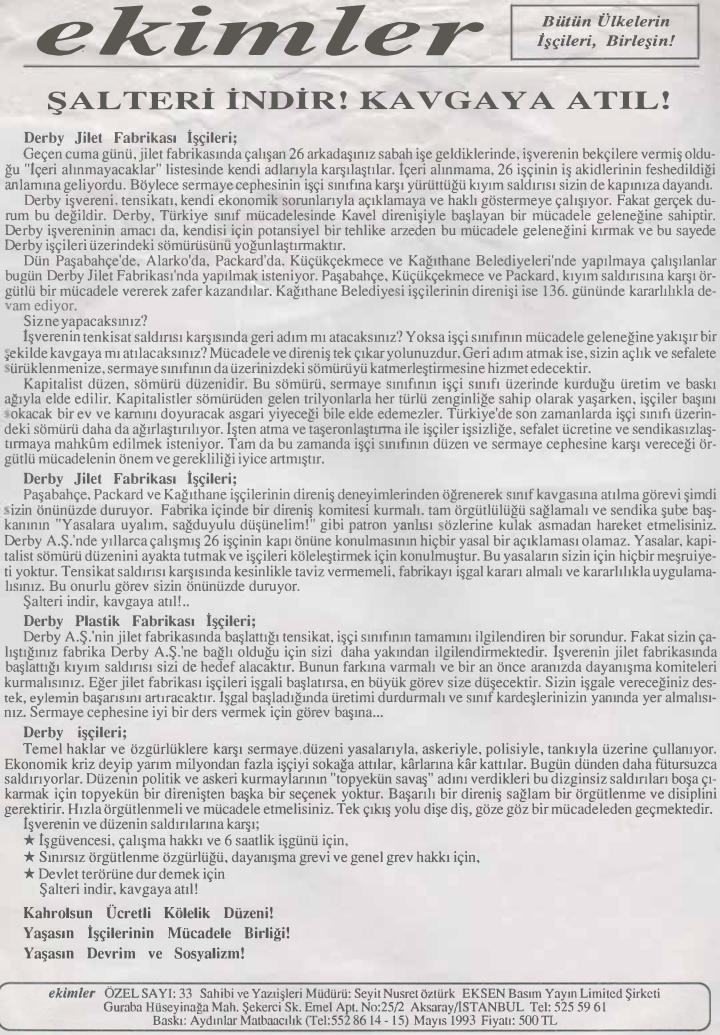 ekimler
Bütün Ülkelerin
İşçileri, Birleşin!
ŞALTERİ İNDİR! KAVGAYA ATIL!
Derby Jilet Fabrikası İşçileri;
Geçen cuma günü, jilet fabrikasında çalışan 26 arkadaşınız sabah işe geldiklerinde, işverenin bekçilere vermiş oldu-
ğu "İçeri alınmayacaklar" listesinde kendi adlarıyla karşılaştılar. İçeri alınmama, 26 işçinin iş akidlerinin feshedildiği
anlamına geliyordu. Böylece sermaye cephesinin işçi sınıfına karşı yürüttüğü kıyım saldırısı sizin de kapınıza dayandı.
Derby işvereni. tensikatı, kendi ekonomik sorunlarıyla açıklamaya ve haklı göstermeye çalışıyor. Fakat gerçek du-
rum bu değildir. Derby, Türkiye sınıf mücadelesinde Kavel direnişiyle başlayan bir mücadele geleneğine sahiptir.
Derby işvereninin amacı da, kendisi için potansiyel bir tehlike arzeden bu mücadele geleneğini kırmak ve bu sayede
Derby işçileri üzerindeki sömürüsünü yoğunlaştırmaktır.
Dün Paşabahçe'de, Alarko'da, Packard'da, Küçükçekmece ve Kağıthane Belediyeleri'nde yapılmaya çalışılanlar
bugün Derby Jilet Fabrikası'nda yapılmak isteniyor. Paşabahçe, Küçükçekmece ve Packard, kıyım saldırısına karşı ör-
gütlü bir mücadele vererek zafer kazandılar. Kağıthane Belediyesi işçilerinin direnişi ise 136. gününde kararlılıkla de-
vam ediyor.
Siz ne yapacaksınız?
İşverenin tenkisat saldırısı karşısında geri adım mı atacaksınız? Yoksa işçi sınıfının mücadele geleneğine yakışır bir
şekilde kavgaya mı atılacaksınız? Mücadele ve direniş tek çıkar yolunuzdur. Geri adım atmak ise, sizin açlık ve sefalete
sürüklenmenize, sermaye sınıfının da üzerinizdeki sömürüyü katmerleştirmesine hizmet edecektir.
Kapitalist düzen, sömürü düzenidir. Bu sömürü, sermaye sınıfının işçi sınıfı üzerinde kurduğu üretim ve baskı
ağıyla elde edilir. Kapitalistler sömürüden gelen trilyonlarla her türlü zenginliğe sahip olarak yaşarken, işçiler başını
sokacak bir ev ve karnını doyuracak asgari yiyeceği bile elde edemezler. Türkiye'de son zamanlarda işçi sınıfı üzerin-
deki sömürü daha da ağırlaştırılıyor. İşten atma ve taşeronlaştırma ile işçiler işsizliğe, sefalet ücretine ve sendikasızlaş-
tırmaya mahkûm edilmek isteniyor. Tam da bu zamanda işçi sınıfının düzen ve sermaye cephesine karşı vereceği ör-
gütlü mücadelenin önem ve gerekliliği iyice artmıştır.
Derby Jilet Fabrikası İşçileri;
Paşabahçe, Packard ve Kağıthane işçilerinin direniş deneyimlerinden öğrenerek sınıf kavgasına atılma görevi şimdi
sizin önünüzde duruyor. Fabrika içinde bir direniş komitesi kurmalı. tam örgütlülüğü sağlamalı ve sendika şube baş-
kanının "Yasalara uyalım, sağduyulu düşünelim!" gibi patron yanlısı sözlerine kulak asmadan hareket etmelisiniz.
Derby A.Ş.'nde yıllarca çalışmış 26 işçinin kapı önüne konulmasının hiçbir yasal bir açıklaması olamaz. Yasalar, kapi-
talist sömürü düzenini ayakta tutmak ve işçileri köleleştirmek için konulmuştur. Bu yasaların sizin için hiçbir meşruiye-
ti yoktur. Tensikat saldırısı karşısında kesinlikle taviz vermemeli, fabrikayı işgal kararı almalı ve kararlılıkla uygulama-
lısınız. Bu onurlu görev sizin önünüzde duruyor.
Şalteri indir, kavgaya atıl!..
Derby Plastik Fabrikası İşçileri;
Derby A.Ş.'nin jilet fabrikasında başlattığı tensikat, işçi sınıfının tamamını ilgilendiren bir sorundur. Fakat sizin ça-
lıştığınız fabrika Derby A.Ş.'ne bağlı olduğu için sizi daha yakından ilgilendirmektedir. İşverenin jilet fabrikasında
başlattığı kıyım saldırısı sizi de hedef alacaktır. Bunun farkına varmalı ve bir an önce aranızda dayanışma komiteleri
kurmalısınız. Eğer jilet fabrikası işçileri işgali başlatırsa, en büyük görev size düşecektir. Sizin işgale vereceğiniz des-
tek, eylemin başarısını artıracaktır. İşgal başladığında üretimi durdurmalı ve sınıf kardeşlerinizin yanında yer almalısı-
nız. Sermaye cephesine iyi bir ders vermek için görev başına...
Derby işçileri;
Temel haklar ve özgürlüklere karşı sermaye düzeni yasalarıyla, askeriyle, polisiyle, tankıyla üzerine çullanıyor.
Ekonomik kriz deyip yarım milyondan fazla işçiyi sokağa attılar, kârlarına kâr kattılar. Bugün dünden daha fütursuzca
saldırıyorlar. Düzenin politik ve askeri kurmaylarının "topyekün savaş" adını verdikleri bu dizginsiz saldırıları boşa çı-
karmak için topyekün bir direnişten başka bir seçenek yoktur. Başarılı bir direniş sağlam bir örgütlenme ve disiplini
gerektirir. Hızla örgütlenmeli ve mücadele etmelisiniz. Tek çıkış yolu dişe diş, göze göz bir mücadeleden geçmektedir.
İşverenin ve düzenin saldırılarına karşı;
★ İşgüvencesi, çalışma hakkı ve 6 saatlik işgünü için,
★ Sınırsız örgütlenme özgürlüğü, dayanışma grevi ve genel grev hakkı için,
★ Devlet terörüne dur demek için
Şalteri indir, kavgaya atıl!
Kahrolsun Ücretli Kölelik Düzeni!
Yaşasın İşçilerinin Mücadele Birliği!
Yaşasın Devrim ve Sosyalizm!
ekimler ÖZEL SAYI: 33 Sahibi ve Yazıişleri Müdürü: Seyit Nusret öztürk EKSEN Basım Yayın Limited Şirketi
Guraba Hüseyinağa Mah. Şekerci Sk. Emel Apt. No:25/2 Aksaray/İSTANBUL Tel: 525 59 61
Baskı: Aydınlar Matbaacılık (Tel:552 86 14 - 15) Mayıs 1993 Fiyatı: 500 TL